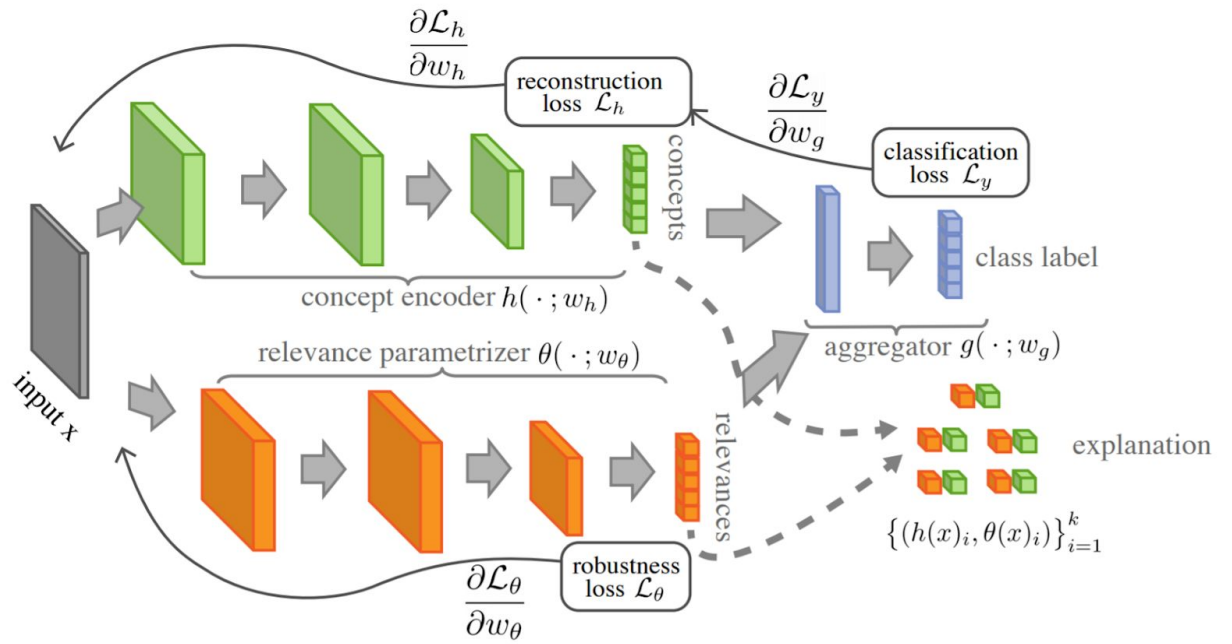 ∂ℒ_h
∂w_h
reconstruction
loss ℒ_h
∂ℒ_y
∂w_g
classification
loss ℒ_y
concepts
class label
concept encoder h( · ; w_h)
aggregator g( · ; w_g)
relevance parametrizer θ( · ; w_θ)
input x
relevances
explanation
{(h(x)_i, θ(x)_i)}_{i=1}^k
robustness
loss ℒ_θ
∂ℒ_θ
∂w_θ